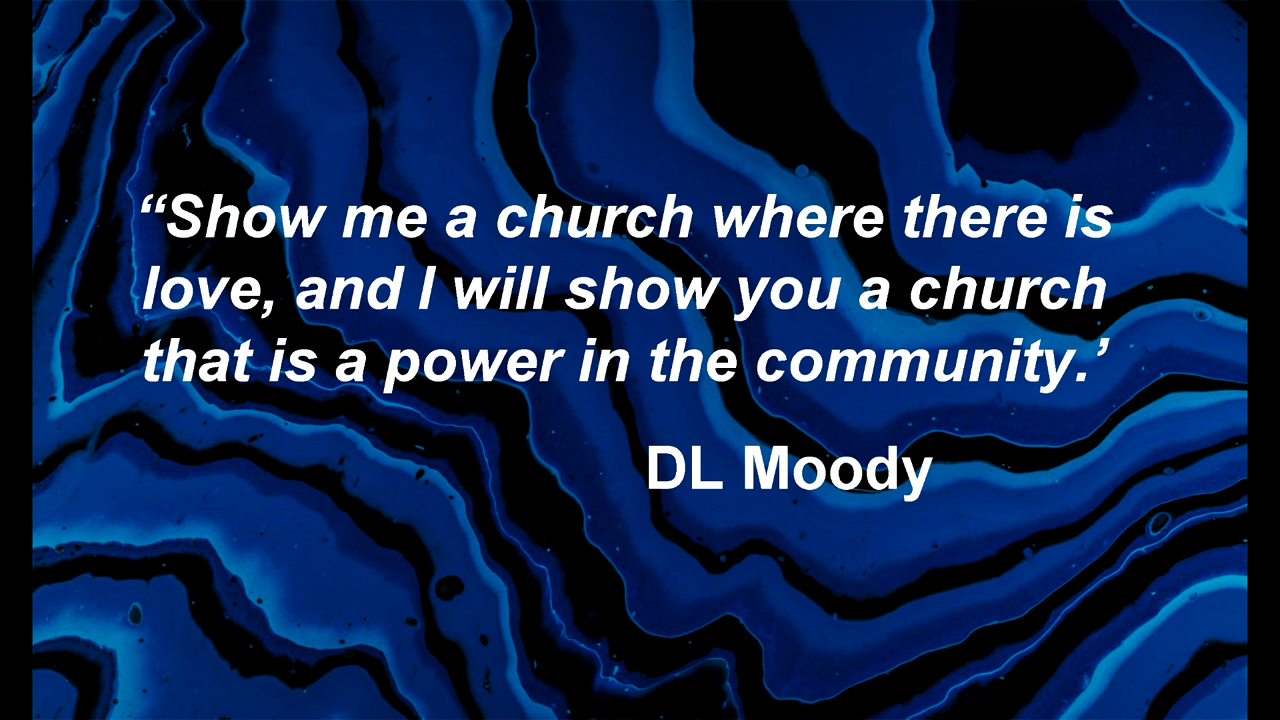 “Show me a church where there is
love, and I will show you a church
that is a power in the community.’
DL Moody